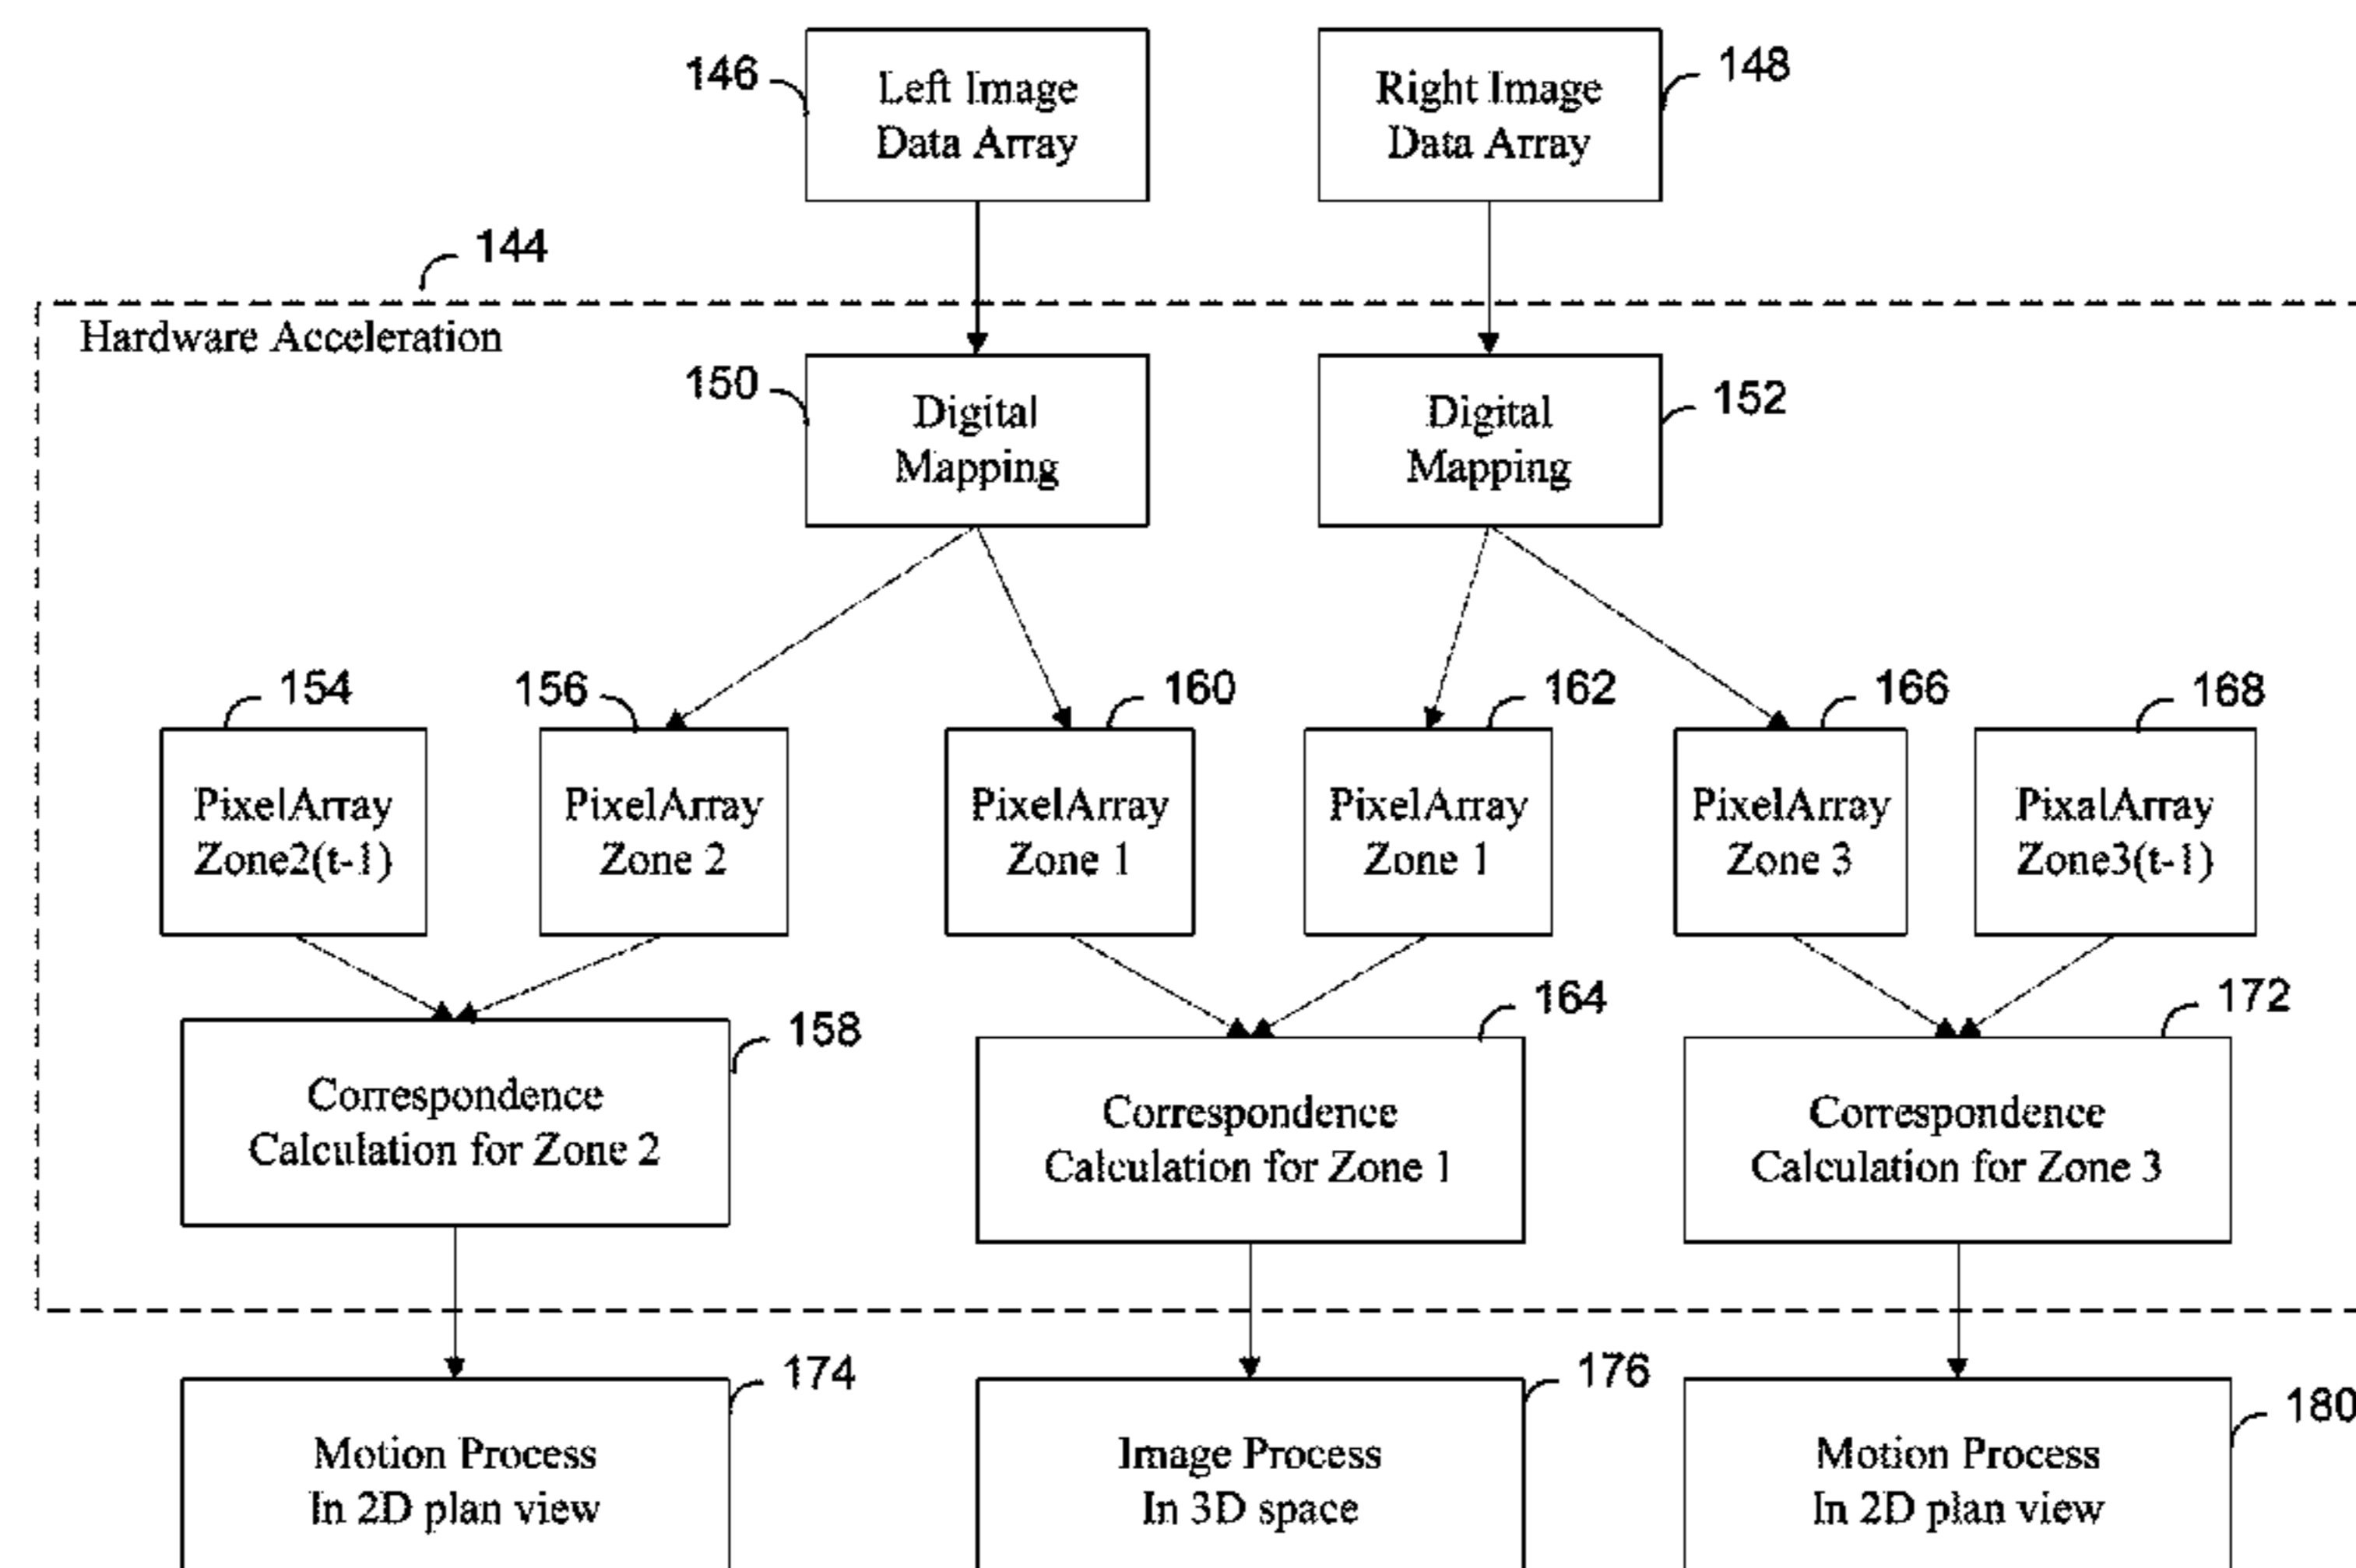 146
Left Image
Data Array
Right Image
Data Array
148
144
Hardware Acceleration
150
Digital
Mapping
Digital
Mapping
152
154
156
160
162
166
168
PixelArray
Zone2(t-1)
PixelArray
Zone 2
PixelArray
Zone 1
PixelArray
Zone 1
PixelArray
Zone 3
PixalArray
Zone3(t-1)
158
164
172
Correspondence
Calculation for Zone 2
Correspondence
Calculation for Zone 1
Correspondence
Calculation for Zone 3
174
176
180
Motion Process
In 2D plan view
Image Process
In 3D space
Motion Process
In 2D plan view